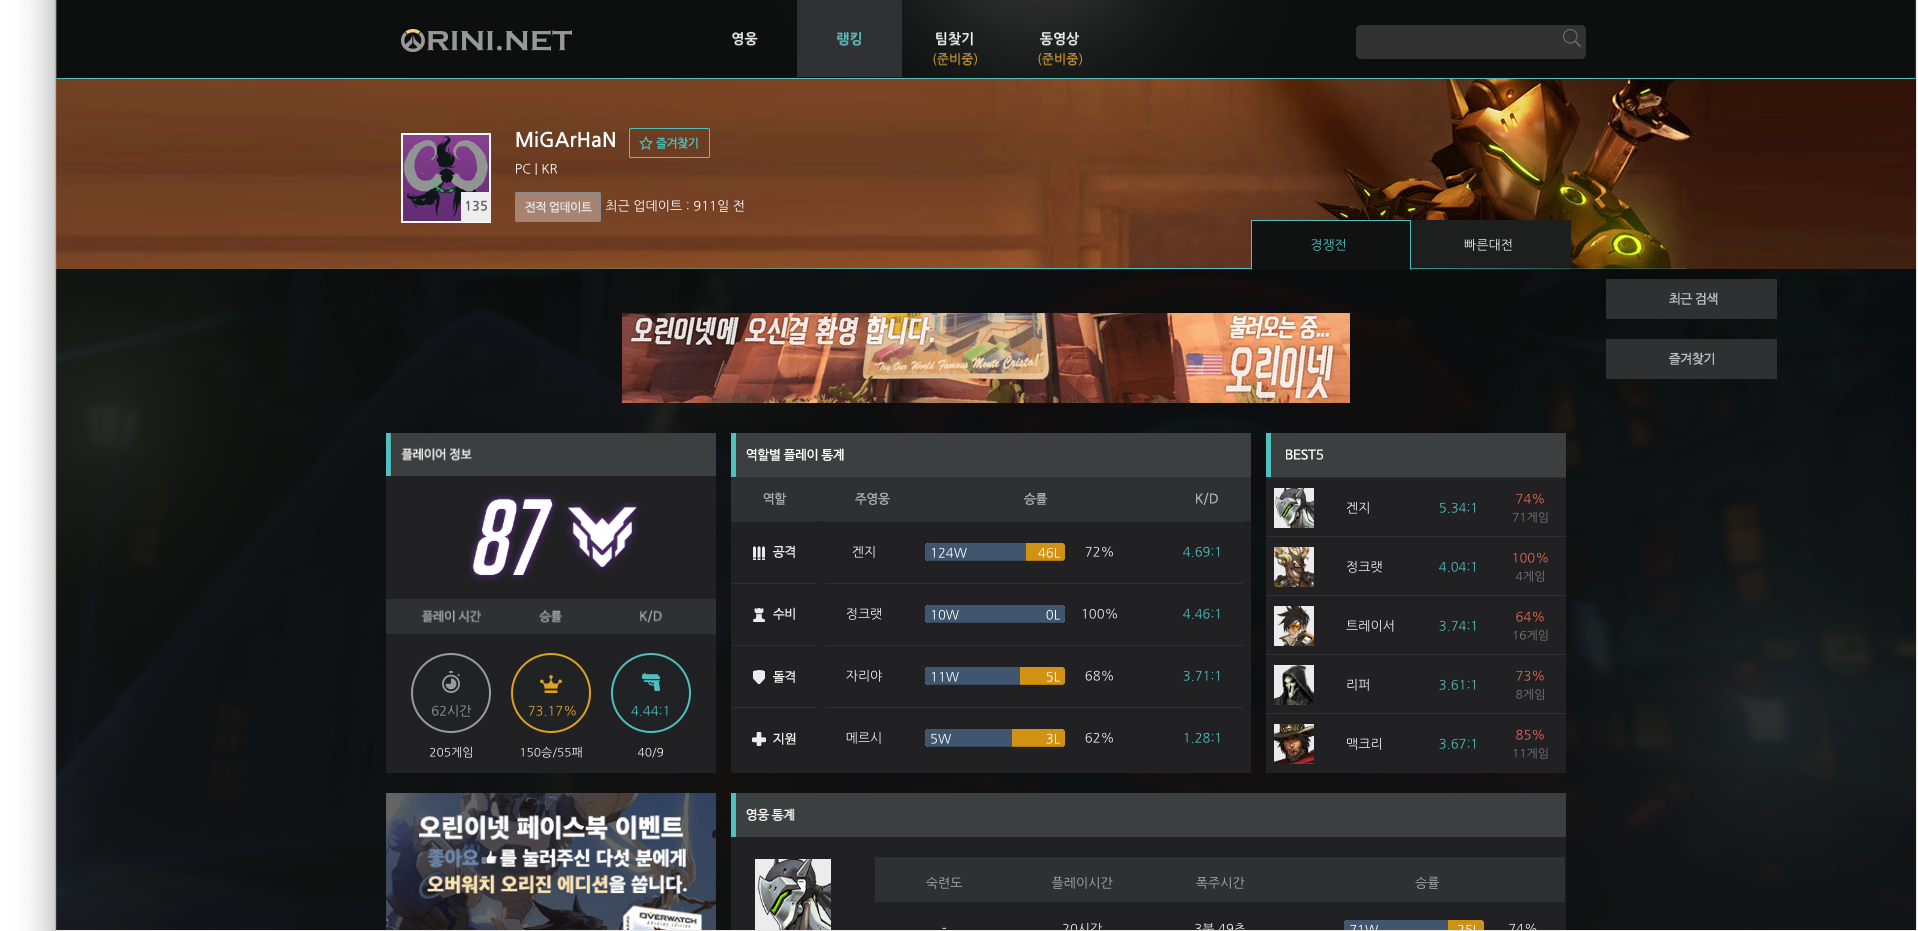 ORINI.NET
영웅
랭킹
팀찾기
(준비중)
동영상
(준비중)
MiGArHaN
☆ 즐겨찾기
PC | KR
135
전적 업데이트 최근 업데이트 : 911일 전
경쟁전
빠른대전
최근 검색
즐겨찾기
오린이넷에 오신걸 환영 합니다.
"Try Our World Famous Monte Cristo!"
불러오는 중...
오린이넷
플레이어 정보
87
플레이 시간 승률 K/D
62시간 73.17% 4.44:1
205게임 150승/55패 40/9
역할별 플레이 통계
역할 주영웅 승률 K/D
공격 겐지 124W 46L 72% 4.69:1
수비 정크랫 10W 0L 100% 4.46:1
돌격 자리야 11W 5L 68% 3.71:1
지원 메르시 5W 3L 62% 1.28:1
BEST5
겐지 5.34:1 74%
71게임
정크랫 4.04:1 100%
4게임
트레이서 3.74:1 64%
16게임
리퍼 3.61:1 73%
8게임
맥크리 3.67:1 85%
11게임
오린이넷 페이스북 이벤트
좋아요 를 눌러주신 다섯 분에게
오버워치 오리진 에디션을 쏩니다.
OVERWATCH
ORIGINS EDITION
영웅 통계
숙련도 플레이시간 폭주시간 승률
- 20시간 3분 49초 71W 25L 74%